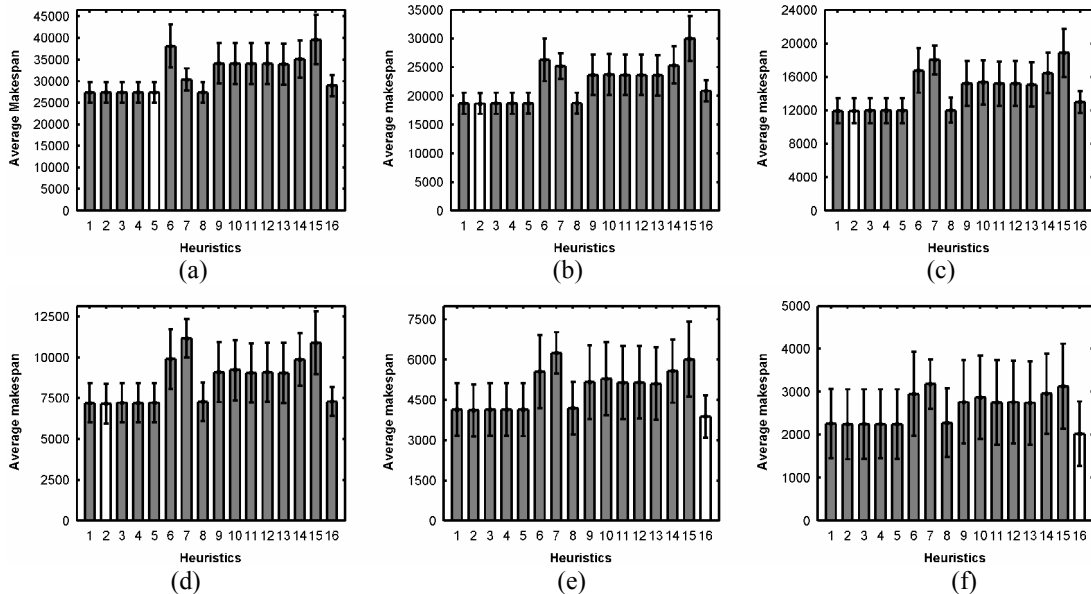 Average Makespan
45000
40000
35000
30000
25000
20000
15000
10000
5000
0
1 2 3 4 5 6 7 8 9 10 11 12 13 14 15 16
Heuristics
(a)
Average makespan
35000
30000
25000
20000
15000
10000
5000
0
1 2 3 4 5 6 7 8 9 10 11 12 13 14 15 16
Heuristics
(b)
Average makespan
24000
20000
16000
12000
8000
4000
0
1 2 3 4 5 6 7 8 9 10 11 12 13 14 15 16
Heuristics
(c)
Average makespan
12500
10000
7500
5000
2500
0
1 2 3 4 5 6 7 8 9 10 11 12 13 14 15 16
Heuristics
(d)
Average makespan
7500
6000
4500
3000
1500
0
1 2 3 4 5 6 7 8 9 10 11 12 13 14 15 16
Heuristics
(e)
Average makespan
5000
4000
3000
2000
1000
0
1 2 3 4 5 6 7 8 9 10 11 12 13 14 15 16
Heuristics
(f)